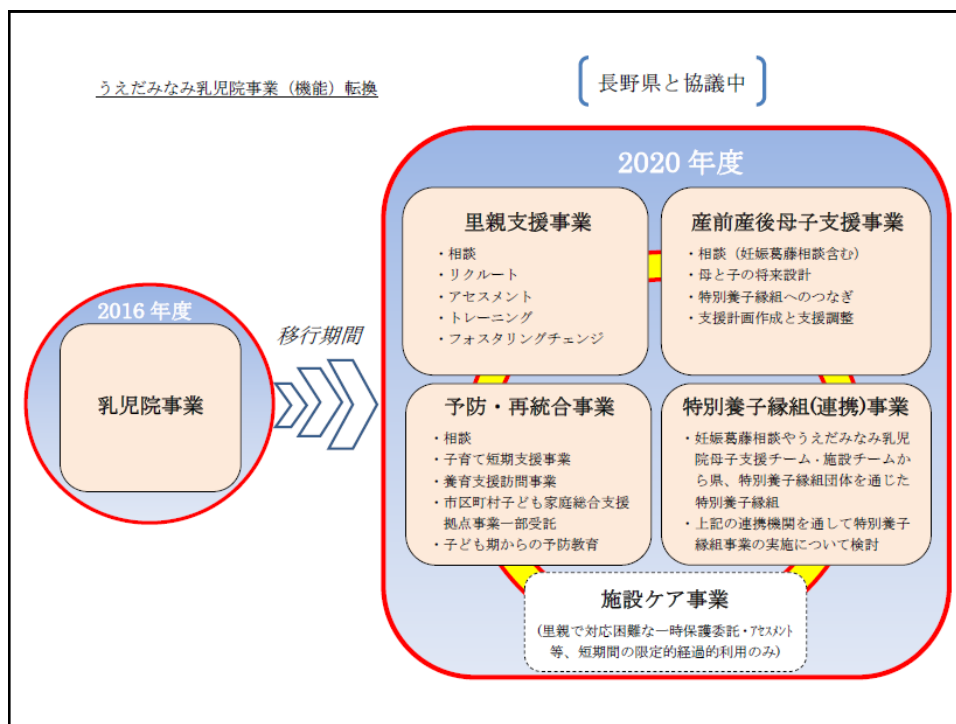 うえだみなみ乳児院事業（機能）転換
長野県と協議中
2020 年度
2016 年度
乳児院事業
移行期間
里親支援事業
・相談
・リクルート
・アセスメント
・トレーニング
・フォスタリングチェンジ
産前産後母子支援事業
・相談（妊娠葛藤相談含む）
・母と子の将来設計
・特別養子縁組へのつなぎ
・支援計画作成と支援調整
予防・再統合事業
・相談
・子育て短期支援事業
・養育支援訪問事業
・市区町村子ども家庭総合支援
拠点事業一部受託
・子ども期からの予防教育
特別養子縁組(連携)事業
・妊娠葛藤相談やうえだみなみ乳児
院母子支援チーム・施設チームか
ら県、特別養子縁組団体を通じた
特別養子縁組
・上記の連携機関を通して特別養子
縁組事業の実施について検討
施設ケア事業
(里親で対応困難な一時保護委託・ｱｾｽﾒﾝﾄ
等、短期間の限定的経過的利用のみ)